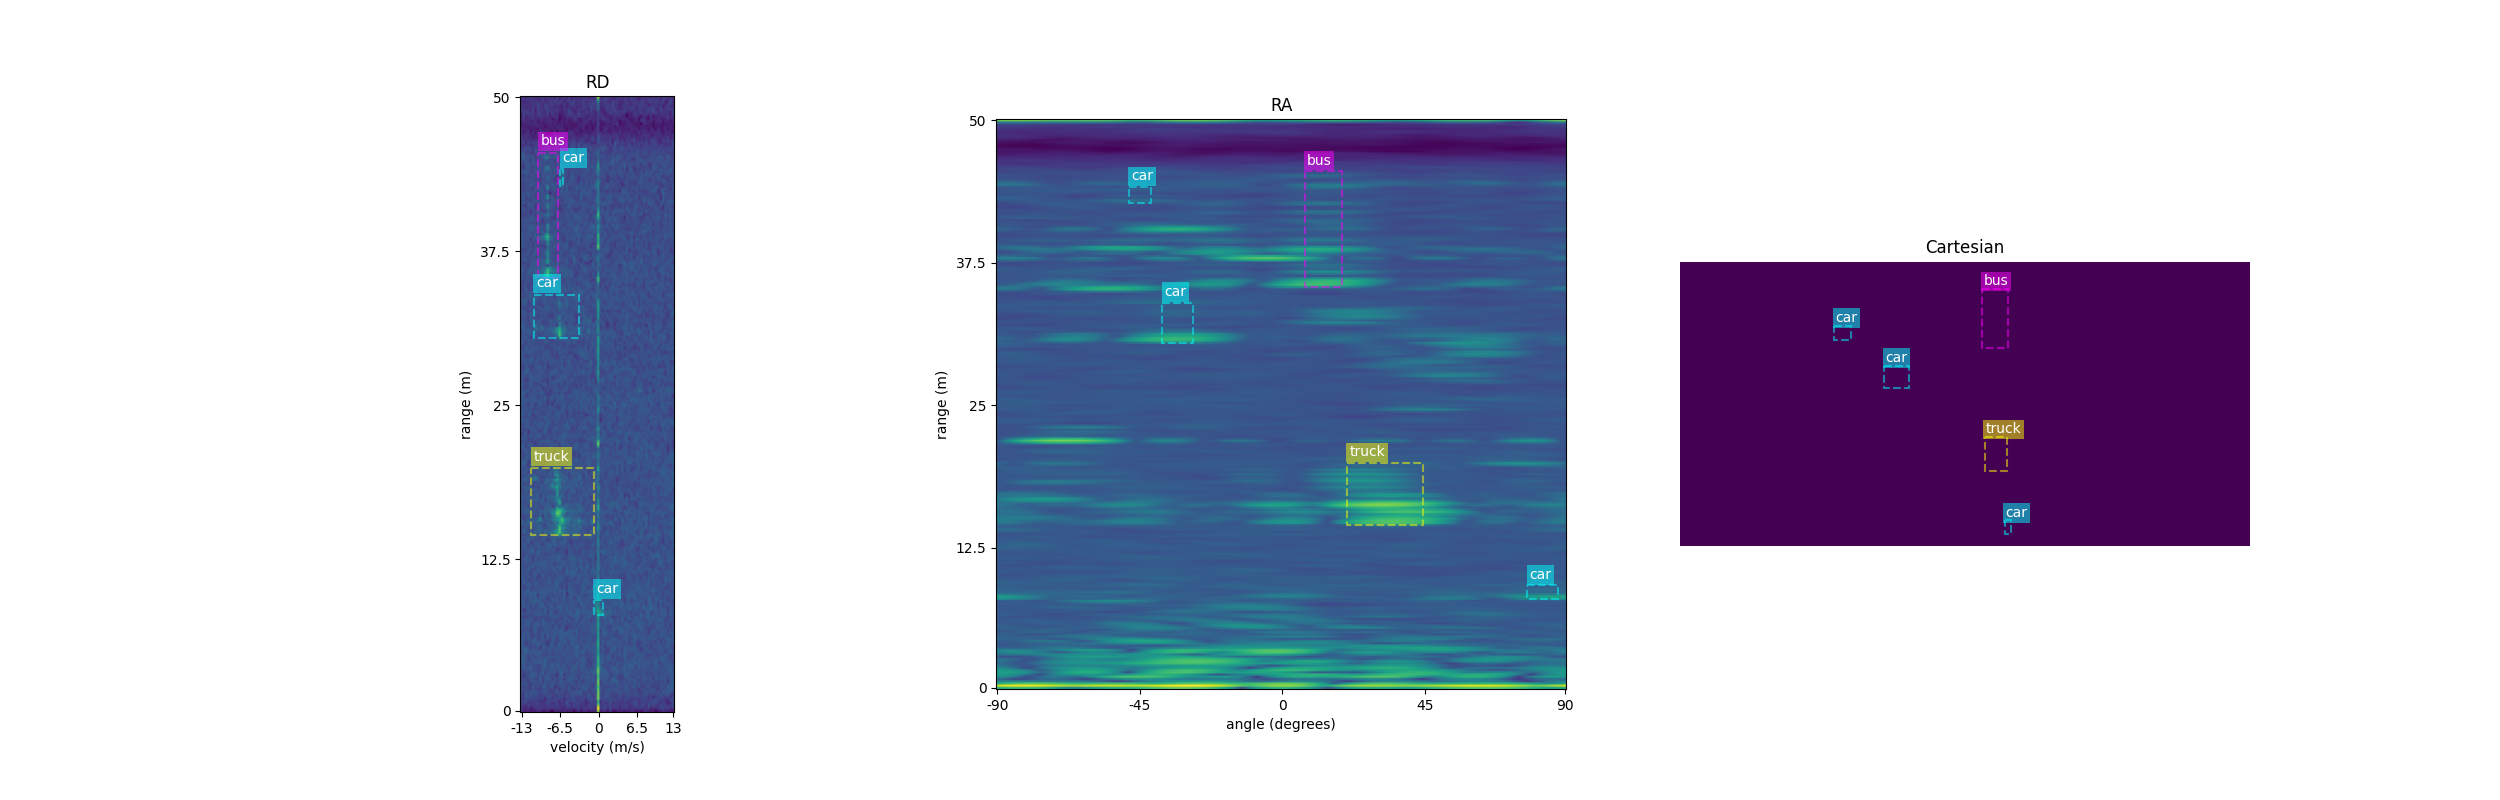 RD
50
37.5
25
12.5
0
range (m)
bus
car
car
truck
car
-13 -6.5 0 6.5 13
velocity (m/s)
RA
50
37.5
25
12.5
0
range (m)
bus
car
car
truck
car
-90 -45 0 45 90
angle (degrees)
Cartesian
bus
car
car
truck
car